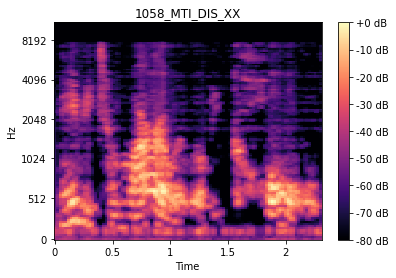 1058_MTI_DIS_XX
+0 dB
8192
-10 dB
4096
-20 dB
-30 dB
2048
-40 dB
Hz
1024
-50 dB
512
-60 dB
-70 dB
0
-80 dB
0 0.5 1 1.5 2
Time